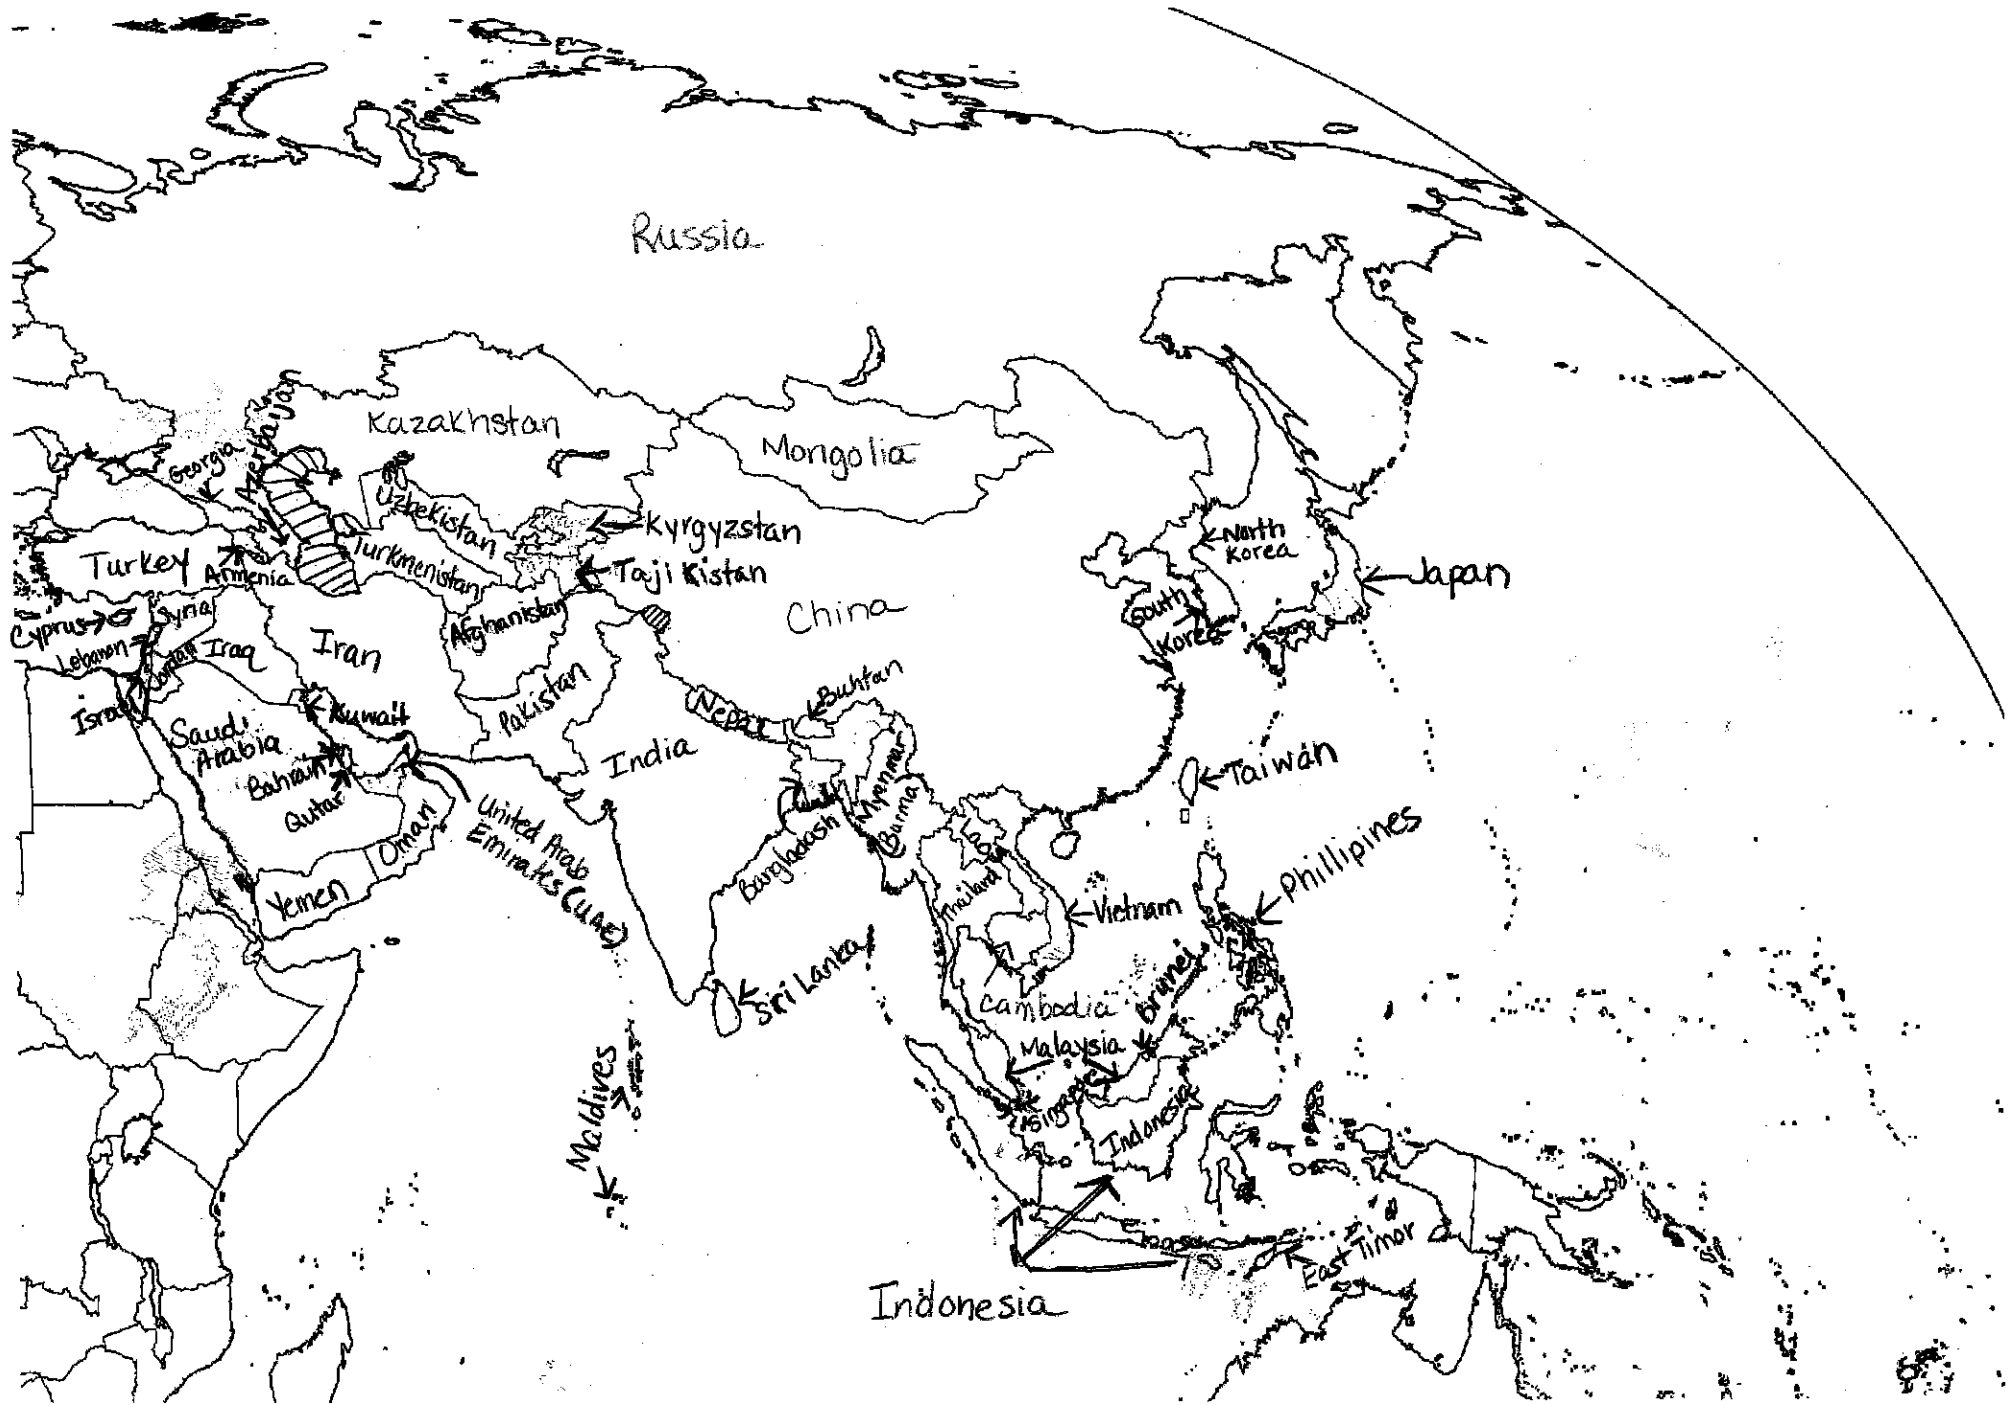 Russia
Kazakhstan
Mongolia
Georgia
Azerbaijan
Uzbekistan
Kyrgyzstan
Turkmenistan
Tajikistan
Turkey
Armenia
North
Korea
Japan
China
South
Korea
Cyprus
Syria
Afghanistan
Lebanon
Jordan
Iraq
Iran
Israel
Kuwait
Pakistan
Nepal
Buhtan
Saudi
Arabia
Bahrain
Qutar
India
Myanmar
(Burma)
Taiwan
United Arab
Emirates (UAE)
Oman
Yemen
Bangladash
Laos
Thailand
Vietnam
Phillipines
Sri Lanka
Cambodia
Brunei
Malaysia
Singapore
Maldives
Indonesia
East Timor
Indonesia